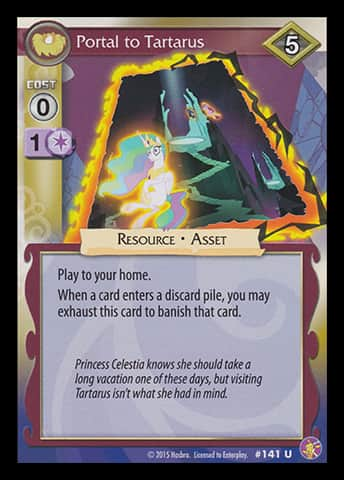 Portal to Tartarus
5
COST
0
1
RESOURCE • ASSET
Play to your home.
When a card enters a discard pile, you may
exhaust this card to banish that card.
Princess Celestia knows she should take a
long vacation one of these days, but visiting
Tartarus isn't what she had in mind.
© 2015 Hasbro. Licensed to Enterplay. #141 U